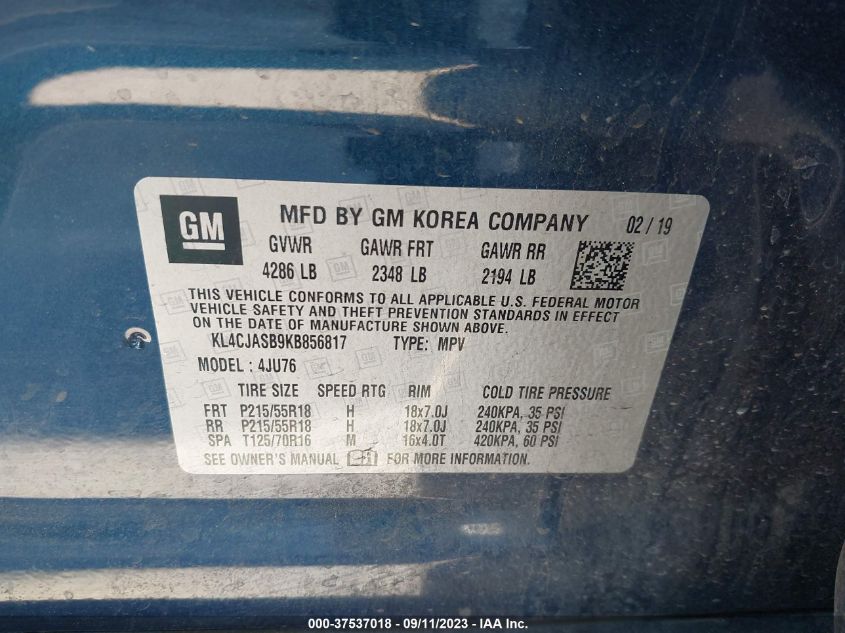 GM MFD BY GM KOREA COMPANY 02/19
GVWR GAWR FRT GAWR RR
4286 LB 2348 LB 2194 LB
THIS VEHICLE CONFORMS TO ALL APPLICABLE U.S. FEDERAL MOTOR
VEHICLE SAFETY AND THEFT PREVENTION STANDARDS IN EFFECT
ON THE DATE OF MANUFACTURE SHOWN ABOVE.
KL4CJASB9KB856817 TYPE: MPV
MODEL: 4JU76
TIRE SIZE SPEED RTG RIM COLD TIRE PRESSURE
FRT P215/55R18 H 18x7.0J 240KPA, 35 PSI
RR P215/55R18 H 18x7.0J 240KPA, 35 PSI
SPA T125/70R16 M 16x4.0T 420KPA, 60 PSI
SEE OWNER'S MANUAL FOR MORE INFORMATION.
000-37537018 - 09/11/2023 - IAA Inc.